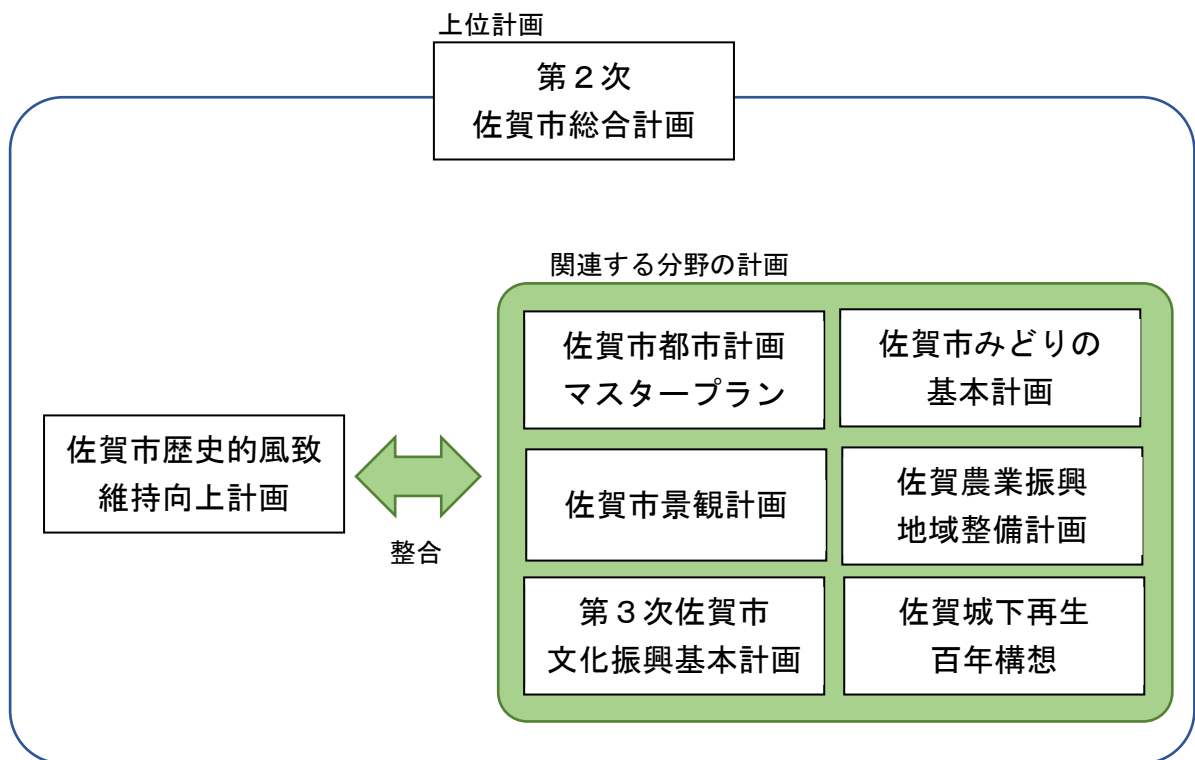 上位計画
第２次
佐賀市総合計画
関連する分野の計画
佐賀市都市計画
マスタープラン
佐賀市みどりの
基本計画
佐賀市歴史的風致
維持向上計画
整合
佐賀市景観計画
佐賀農業振興
地域整備計画
第３次佐賀市
文化振興基本計画
佐賀城下再生
百年構想